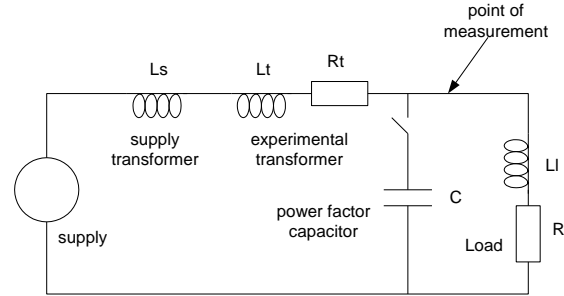 point of
measurement
Ls
Lt
Rt
supply
transformer
experimental
transformer
Ll
C
power factor
capacitor
R
Load
supply